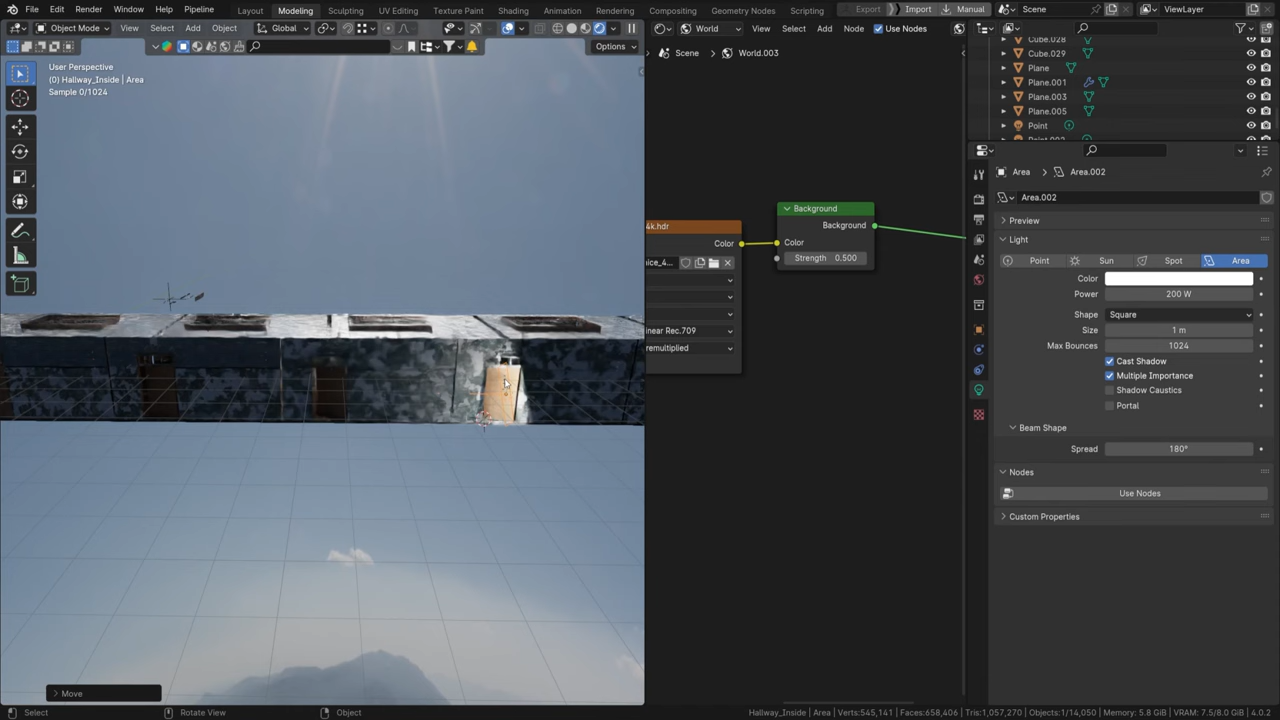 File Edit Render Window Help Pipeline Layout Modeling Sculpting UV Editing Texture Paint Shading Animation Rendering Compositing Geometry Nodes Scripting Export Import Manual Scene ViewLayer
Object Mode View Select Add Object Global World View Select Add Node Use Nodes
Options
Scene World.003
User Perspective
(0) Hallway_Inside | Area
Sample 0/1024
Cube.028
Cube.029
Plane
Plane.001
Plane.003
Plane.005
Point
Area Area.002
Area.002
Preview
Light
Point Sun Spot Area
Color
Power 200 W
Shape Square
Size 1 m
Max Bounces 1024
Cast Shadow
Multiple Importance
Shadow Caustics
Portal
Beam Shape
Spread 180°
Nodes
Use Nodes
Custom Properties
4k.hdr
Color
inear Rec.709
remultiplied
Background
Background
Color
Strength 0.500
Move
Select Rotate View Object Hallway_Inside | Area Verts:545,141 Faces:658,406 Tris:1,057,270 Objects:1/14,050 Memory: 5.8 GiB VRAM: 7.5/8.0 GiB 4.0.2